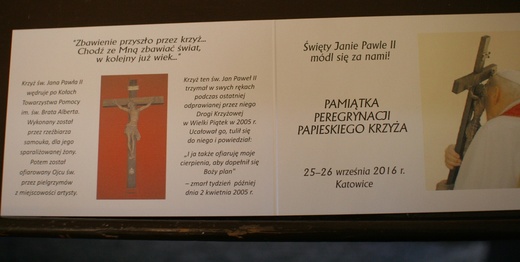 "Zbawienie przyszło przez krzyż...
Chodź ze Mną zbawiać świat,
w kolejny już wiek..."
Krzyż św. Jana Pawła II
wędruje po Kołach
Towarzystwa Pomocy
im. św. Brata Alberta.
Wykonany został
przez rzeźbiarza
samouka, dla jego
sparaliżowanej żony.
Potem został
ofiarowany Ojcu św.
przez pielgrzymów
z miejscowości artysty.
Krzyż ten św. Jan Paweł II
trzymał w swych rękach
podczas ostatniej
odprawianej przez niego
Drogi Krzyżowej
w Wielki Piątek w 2005 r.
Ucałował go, tulił się
do niego i powiedział:
„I ja także ofiaruję moje
cierpienia, aby dopełnił się
Boży plan"
– zmarł tydzień później
dnia 2 kwietnia 2005 r.
Święty Janie Pawle II
módl się za nami!
PAMIĄTKA
PEREGRYNACJI
PAPIESKIEGO KRZYŻA
25-26 września 2016 r.
Katowice